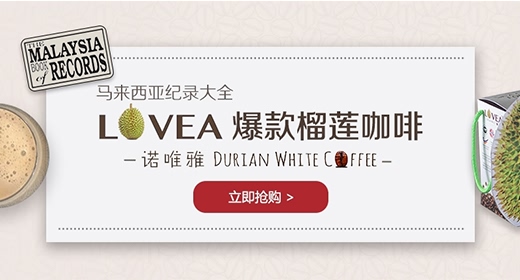 THE
MALAYSIA
BOOK of RECORDS
马来西亚纪录大全
LOVEA 爆款榴莲咖啡
诺唯雅 DURIAN WHITE COFFEE
立即抢购 >
LOVEA